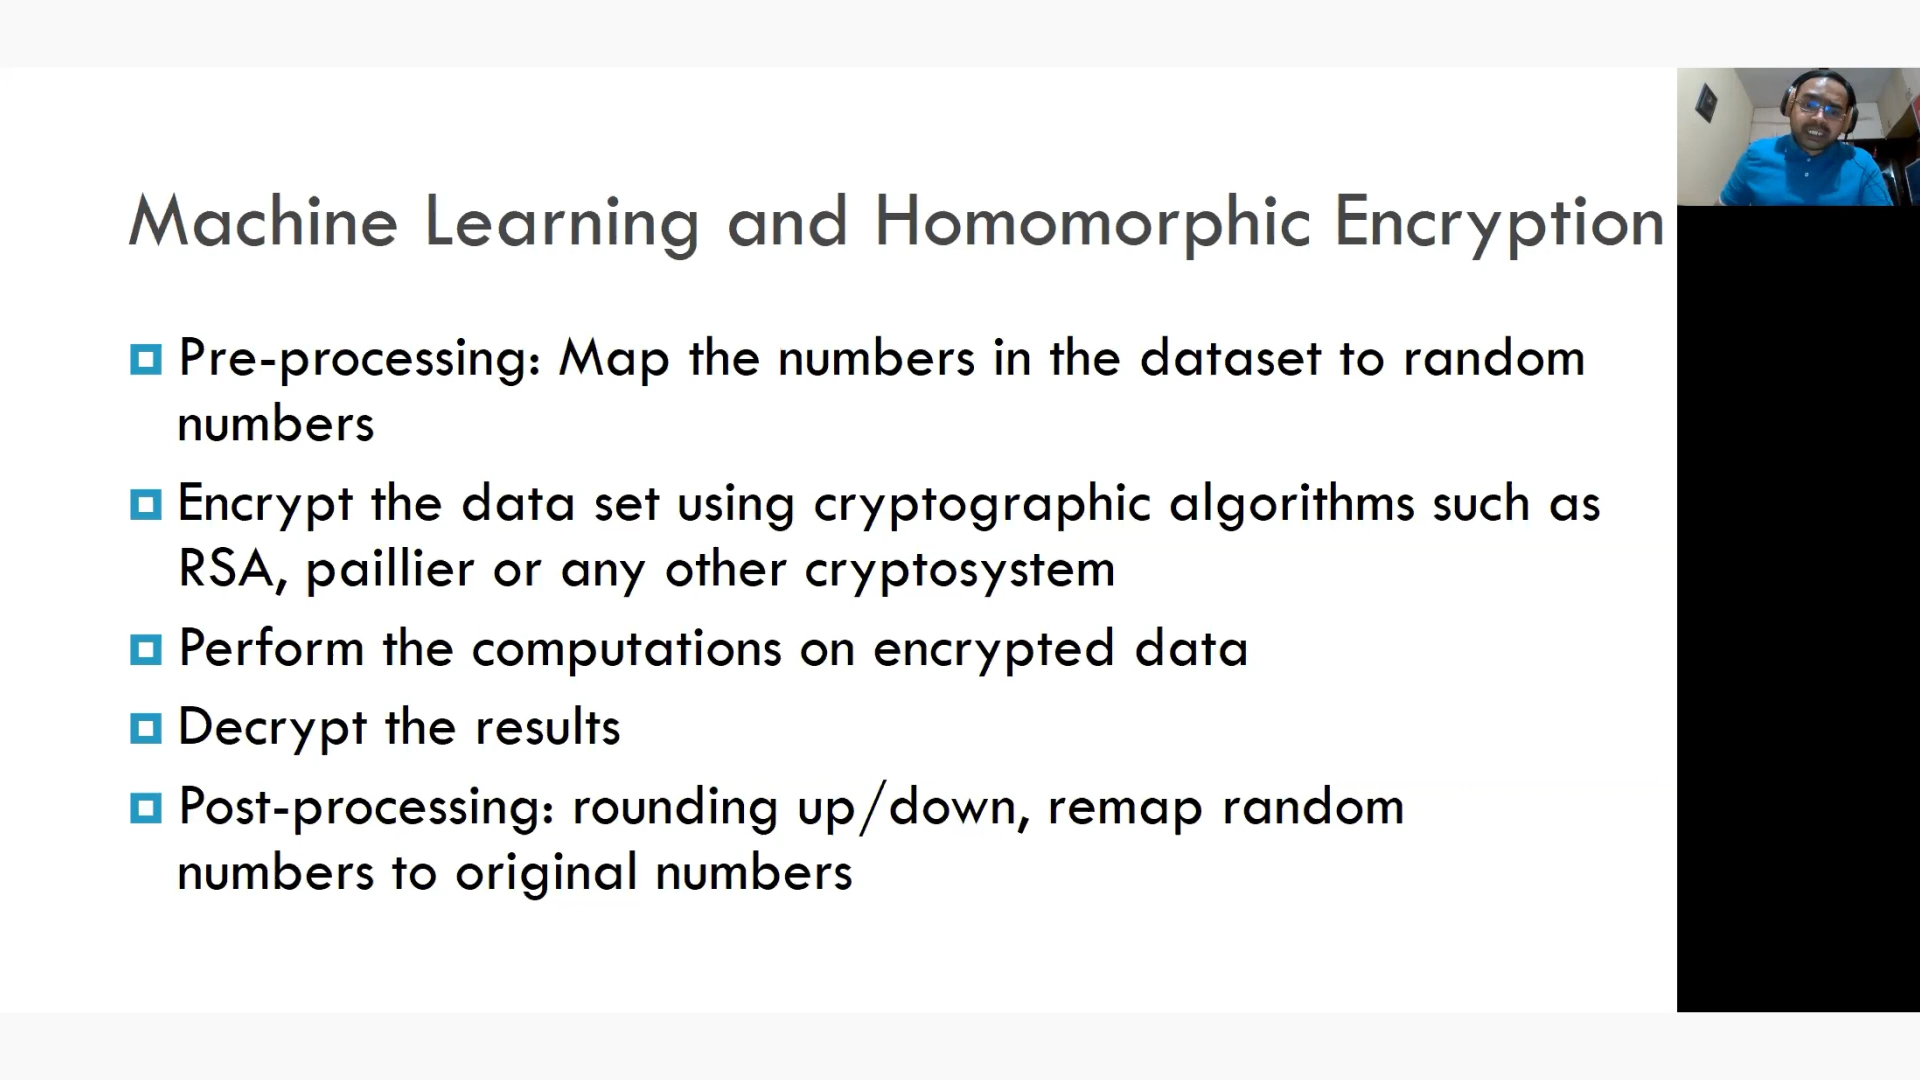 Machine Learning and Homomorphic Encryption
Pre-processing: Map the numbers in the dataset to random
numbers
Encrypt the data set using cryptographic algorithms such as
RSA, paillier or any other cryptosystem
Perform the computations on encrypted data
Decrypt the results
Post-processing: rounding up/down, remap random
numbers to original numbers